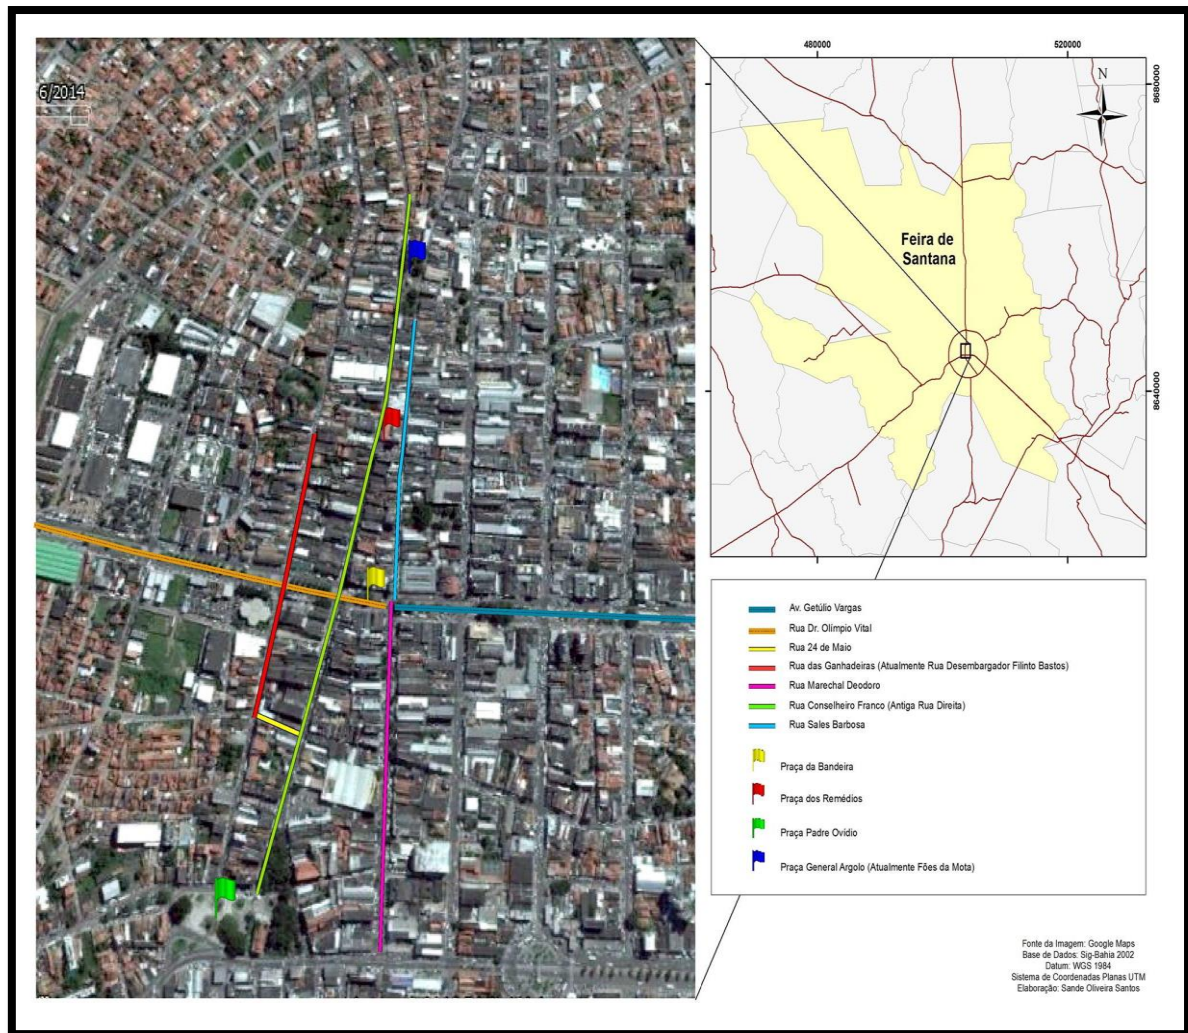 6/2014
480000
520000
N
8680000
8640000
Feira de
Santana
Av. Getúlio Vargas
Rua Dr. Olímpio Vital
Rua 24 de Maio
Rua das Ganhadeiras (Atualmente Rua Desembargador Filinto Bastos)
Rua Marechal Deodoro
Rua Conselheiro Franco (Antiga Rua Direita)
Rua Sales Barbosa
Praça da Bandeira
Praça dos Remédios
Praça Padre Ovídio
Praça General Argolo (Atualmente Fões da Mota)
Fonte da Imagem: Google Maps
Base de Dados: Sig-Bahia 2002
Datum: WGS 1984
Sistema de Coordenadas Planas UTM
Elaboração: Sande Oliveira Santos